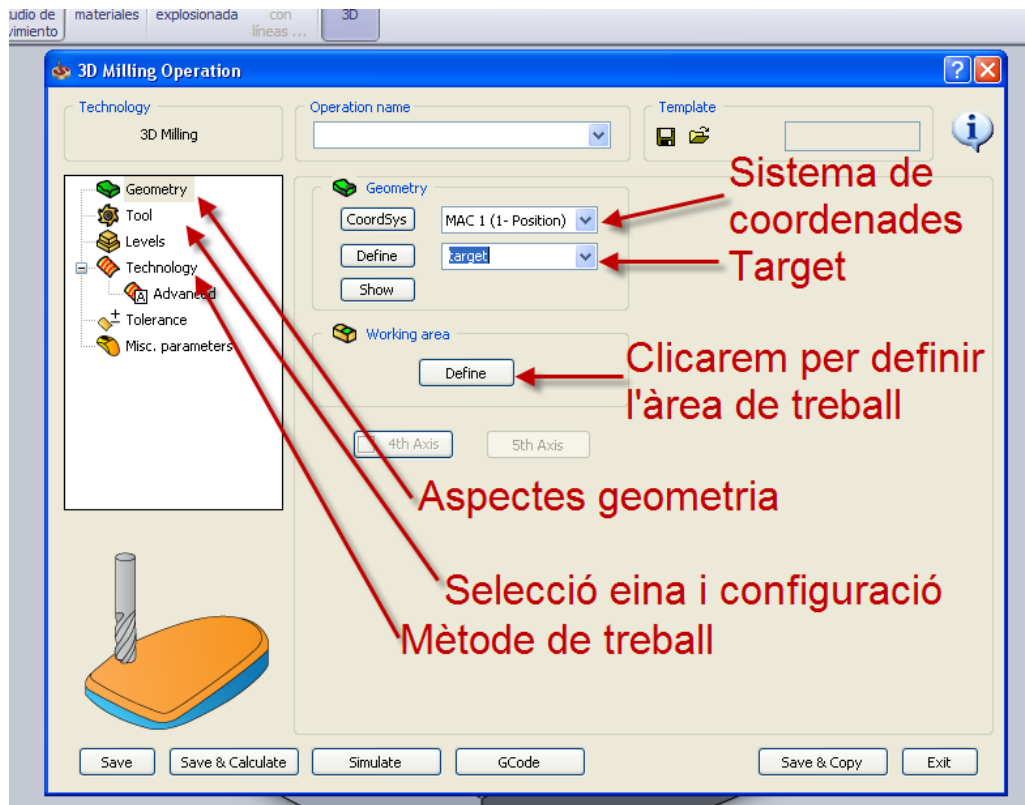 udio de
vimiento
materiales
explosionada
con
líneas ...
3D
3D Milling Operation
Technology
3D Milling
Operation name
Template
Geometry
Tool
Levels
Technology
Advanced
Tolerance
Misc. parameters
Geometry
CoordSys MAC 1 (1- Position)
Define target
Show
Working area
Define
4th Axis 5th Axis
Sistema de
coordenades
Target
Clicarem per definir
l'àrea de treball
Aspectes geometria
Selecció eina i configuració
Mètode de treball
Save Save & Calculate Simulate GCode Save & Copy Exit